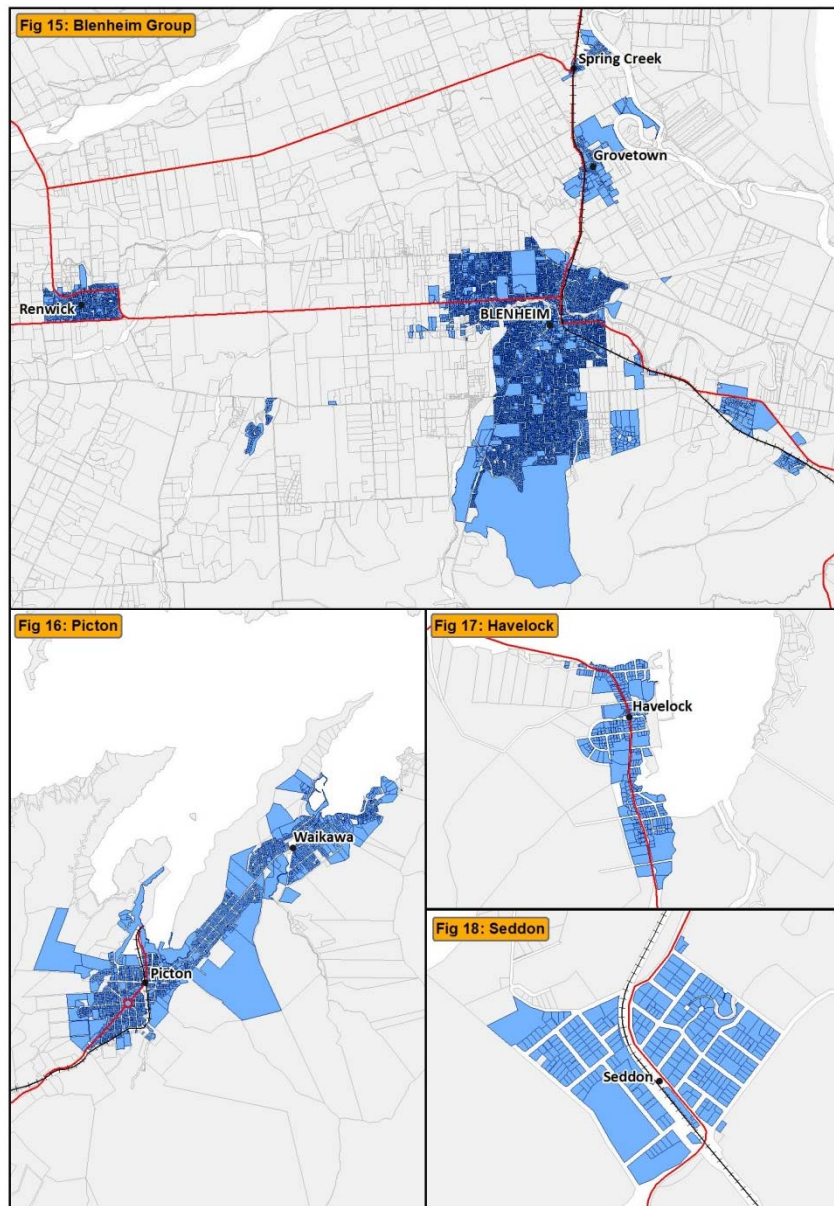 Fig 15: Blenheim Group
Spring Creek
Grovetown
Renwick
BLENHEIM
Fig 16: Picton
Waikawa
Picton
Fig 17: Havelock
Havelock
Fig 18: Seddon
Seddon